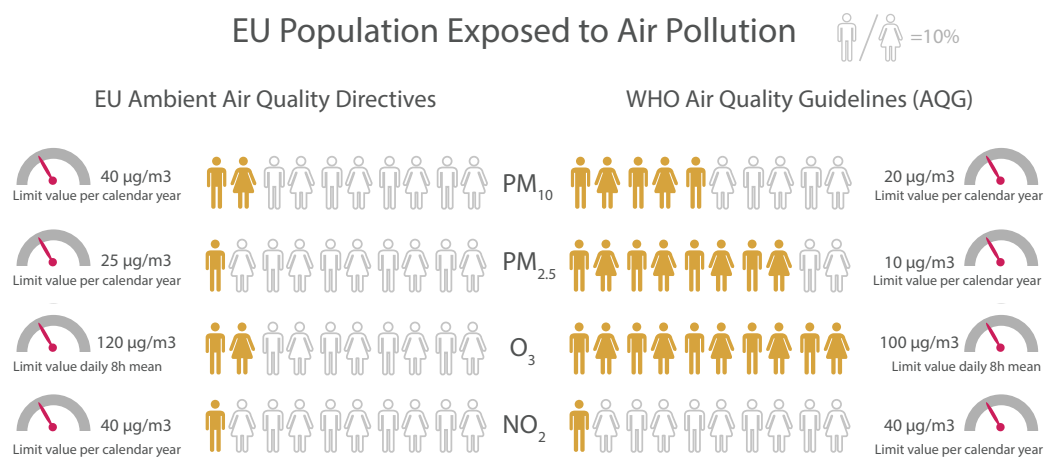 EU Population Exposed to Air Pollution
=10%
EU Ambient Air Quality Directives
WHO Air Quality Guidelines (AQG)
40 µg/m3
Limit value per calendar year
PM10
20 µg/m3
Limit value per calendar year
25 µg/m3
Limit value per calendar year
PM2.5
10 µg/m3
Limit value per calendar year
120 µg/m3
Limit value daily 8h mean
O3
100 µg/m3
Limit value daily 8h mean
40 µg/m3
Limit value per calendar year
NO2
40 µg/m3
Limit value per calendar year